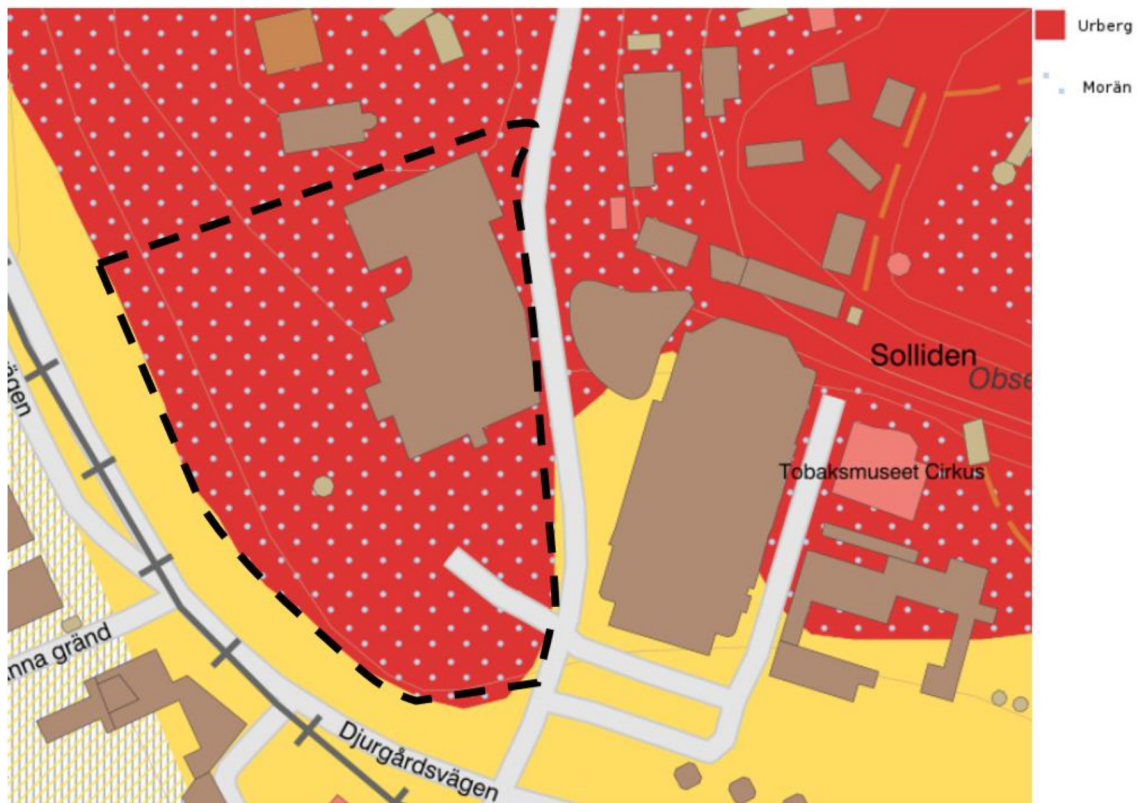 Urberg
Morän
Solliden
Obse
ägen
Tobaksmuseet Cirkus
nna gränd
Djurgårdsvägen